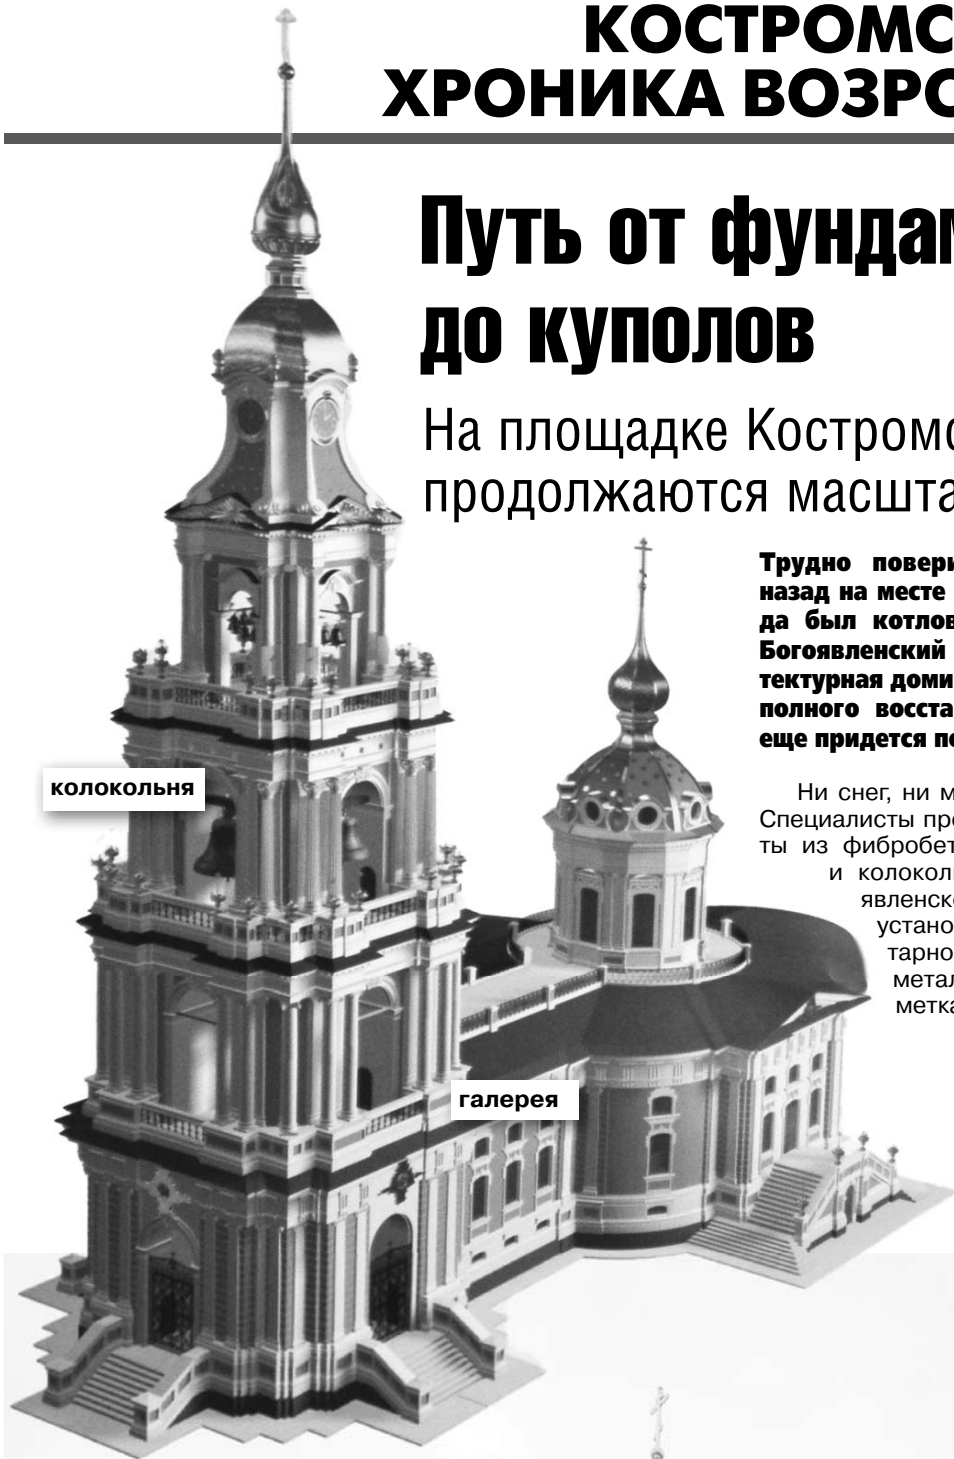 КОСТРОМС
ХРОНИКА ВОЗРО
Путь от фундам
до куполов
На площадке Костромс
продолжаются масшта
Трудно повери
назад на месте
да был котлов
Богоявленский
тектурная доми
полного восста
еще придется по
Ни снег, ни м
Специалисты про
ты из фибробет
и колокол
явленско
устано
тарно
метал
метка
колокольня
галерея